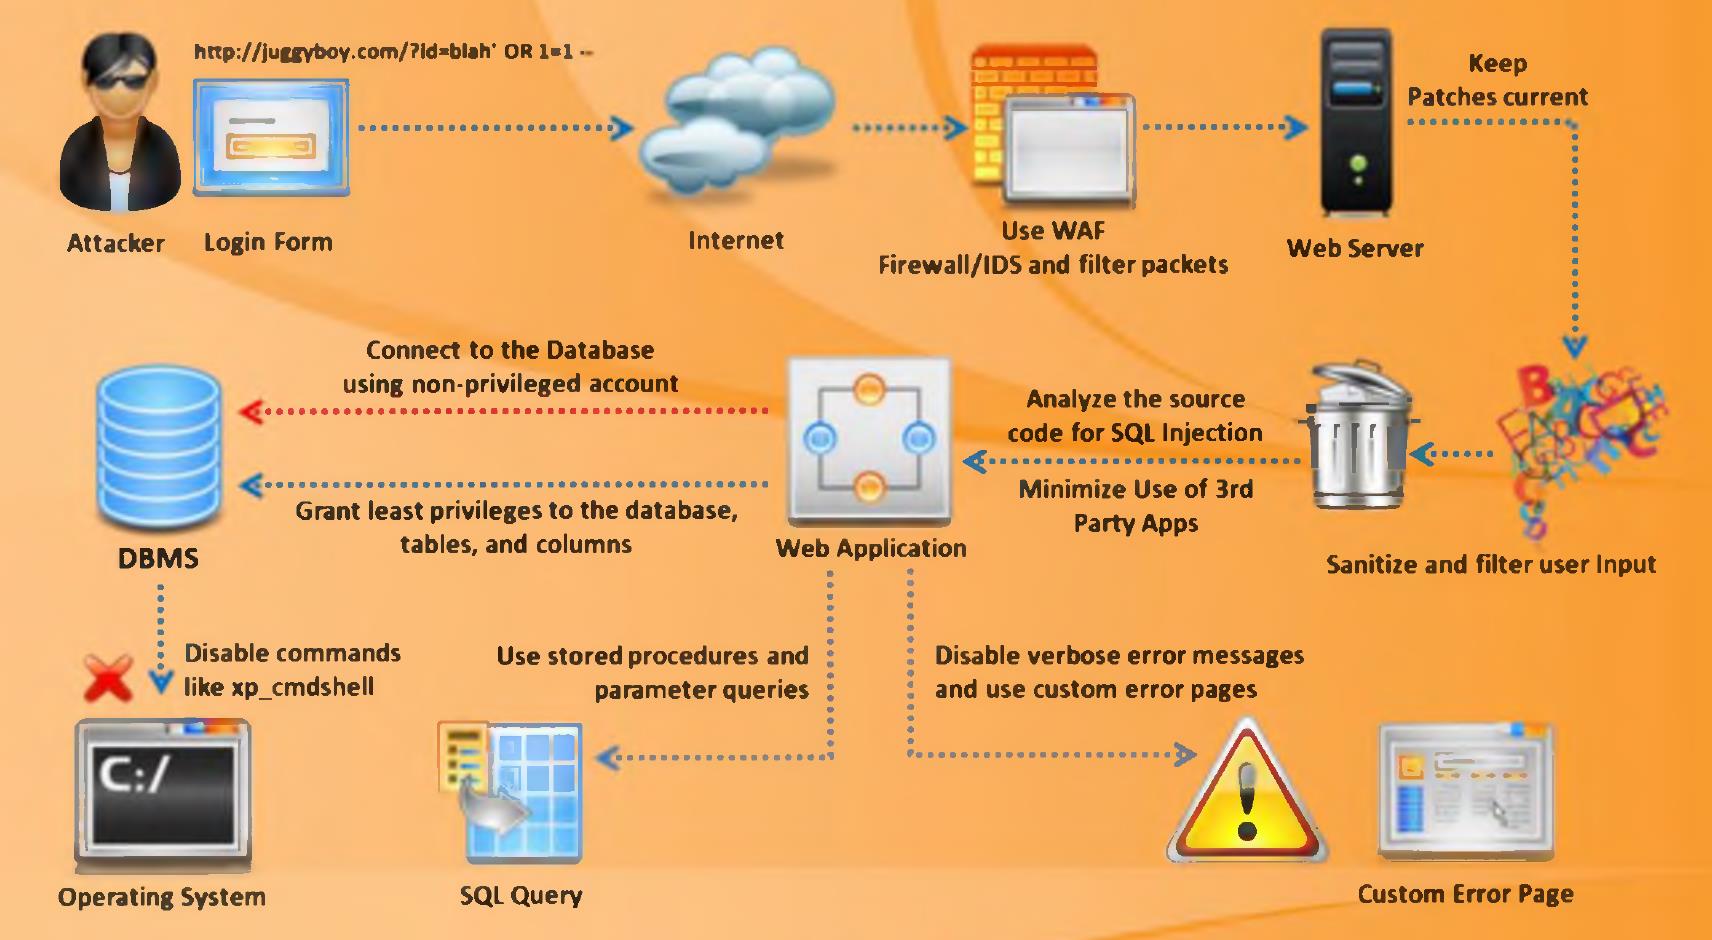 http://juggyboy.com/?id=blah' OR 1=1 --
Attacker
Login Form
Internet
Use WAF
Firewall/IDS and filter packets
Web Server
Keep
Patches current
Connect to the Database
using non-privileged account
Grant least privileges to the database,
tables, and columns
DBMS
Web Application
Analyze the source
code for SQL Injection
Minimize Use of 3rd
Party Apps
Sanitize and filter user Input
Disable commands
like xp_cmdshell
C:/
Operating System
Use stored procedures and
parameter queries
SQL Query
Disable verbose error messages
and use custom error pages
Custom Error Page